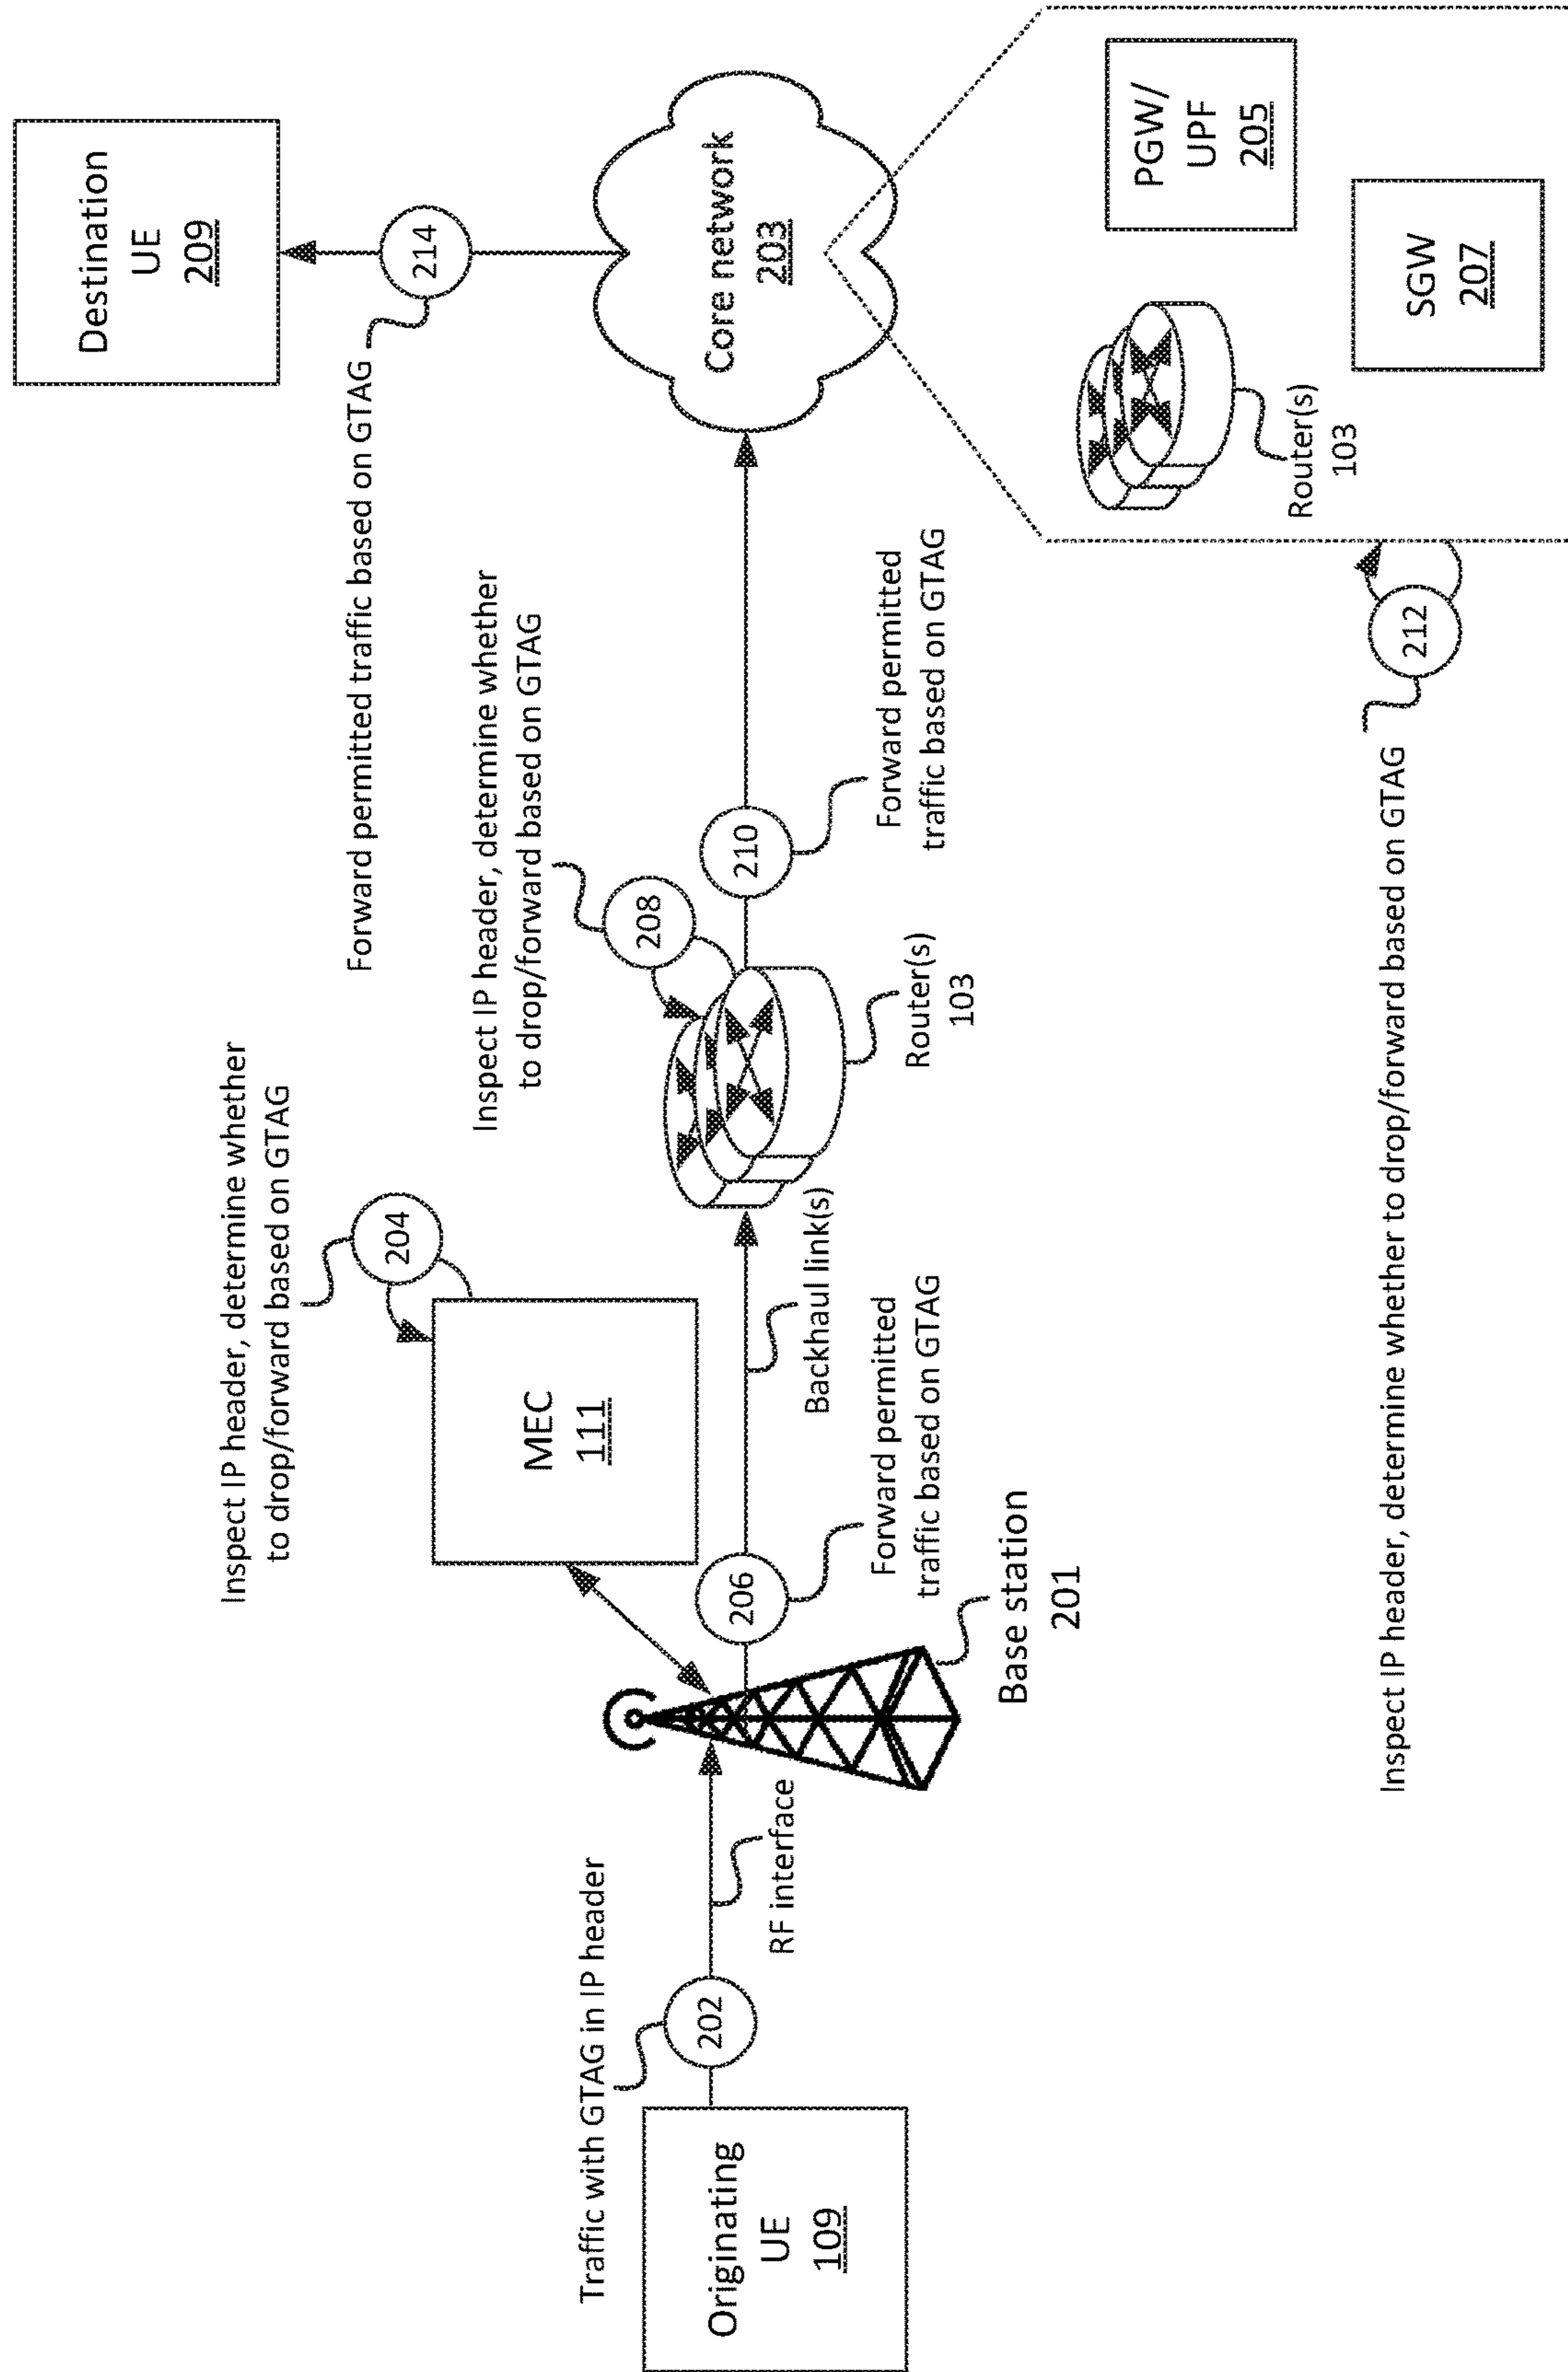 Originating
UE
109
Traffic with GTAG in IP header
202
RF interface
Base station
201
MEC
111
Inspect IP header, determine whether
to drop/forward based on GTAG
204
206
Forward permitted
traffic based on GTAG
Backhaul link(s)
Inspect IP header, determine whether
to drop/forward based on GTAG
208
Router(s)
103
210
Forward permitted
traffic based on GTAG
Core network
203
Forward permitted traffic based on GTAG
214
Destination
UE
209
Inspect IP header, determine whether to drop/forward based on GTAG
212
Router(s)
103
PGW/
UPF
205
SGW
207